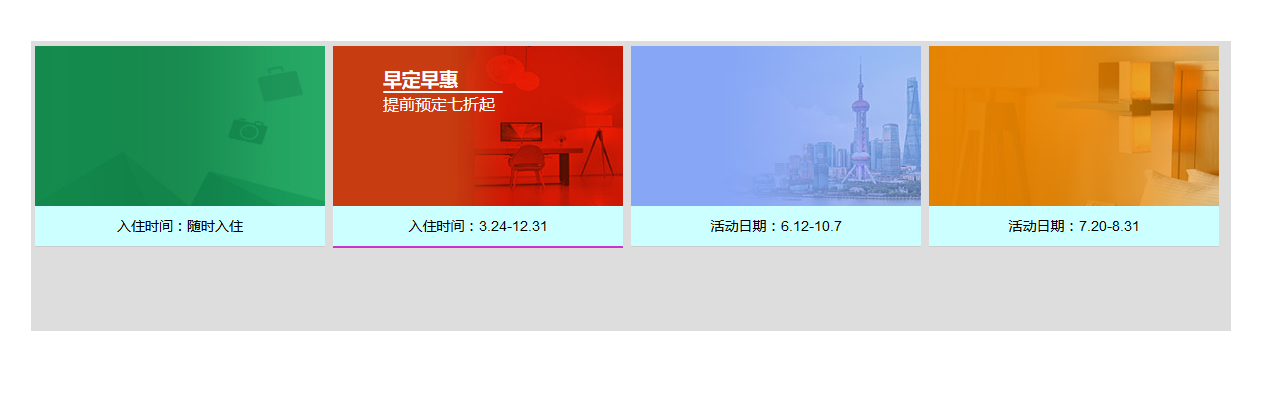 早定早惠
提前预定七折起
入住时间：随时入住
入住时间：3.24-12.31
活动日期：6.12-10.7
活动日期：7.20-8.31